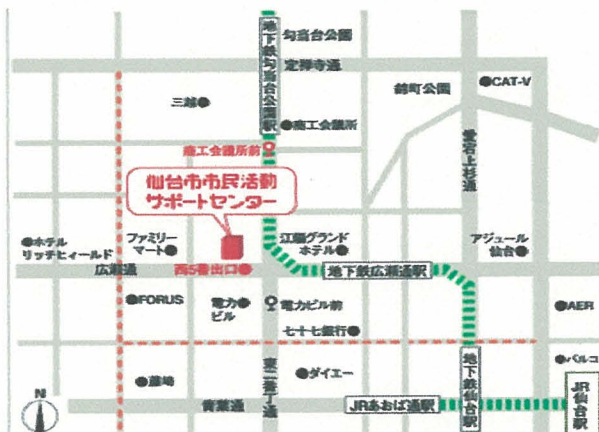 勾当台公園
地下鉄勾当台公園駅
定禅寺通
錦町公園
CAT-V
三越
商工会議所
商工会議所前
愛宕上杉通
仙台市市民活動
サポートセンター
ホテル
リッチヒィールド
ファミリー
マート
江陽グランド
ホテル
アジュール
仙台
広瀬通
西5番出口
地下鉄広瀬通駅
FORUS
電力
ビル
電力ビル前
AER
七十七銀行
東二番丁通
地下鉄仙台駅
パルコ
藤崎
ダイエー
JR
仙台駅
N
青葉通
JRあおば通駅